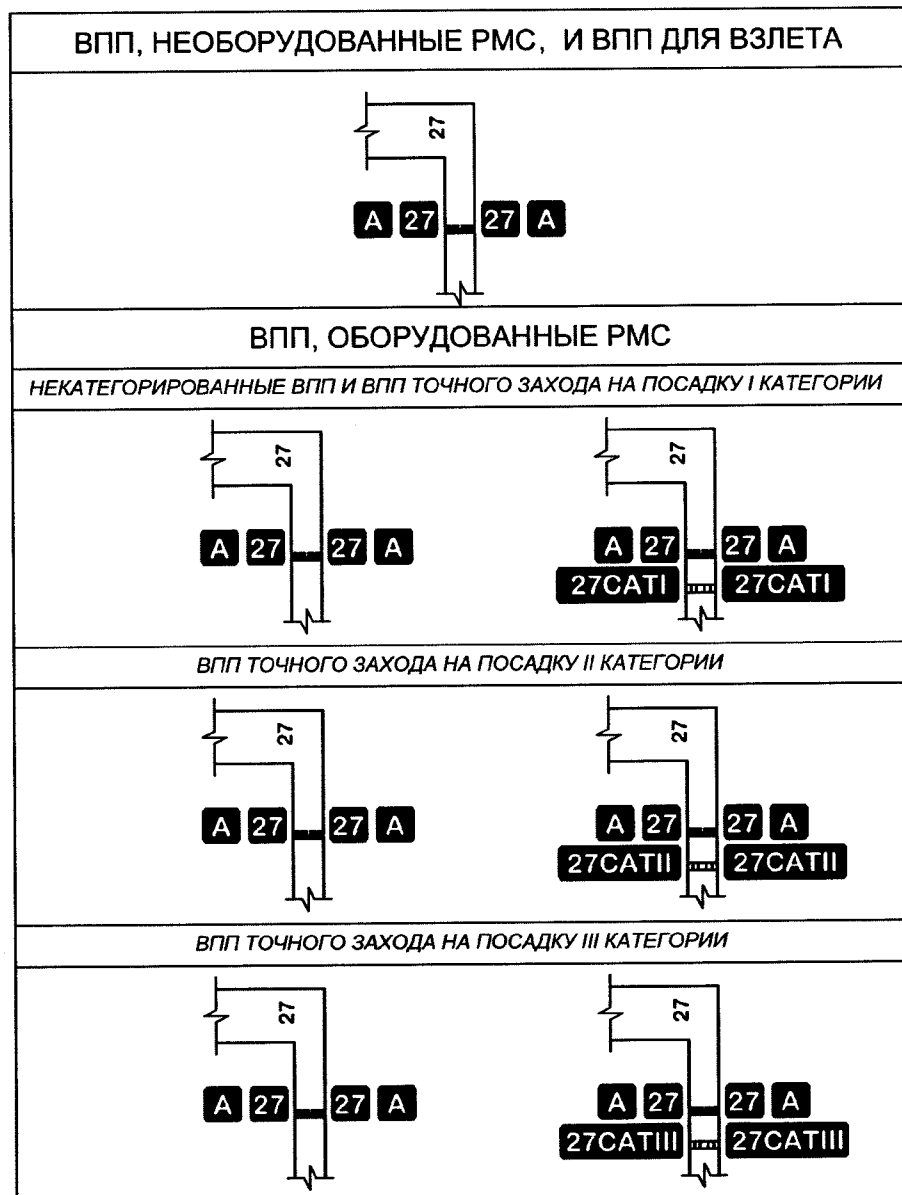 ВПП, НЕОБОРУДОВАННЫЕ РМС, И ВПП ДЛЯ ВЗЛЕТА
27
A 27 27 A
ВПП, ОБОРУДОВАННЫЕ РМС
НЕКАТЕГОРИРОВАННЫЕ ВПП И ВПП ТОЧНОГО ЗАХОДА НА ПОСАДКУ I КАТЕГОРИИ
27 27
A 27 27 A A 27 27 A
27CATI 27CATI
ВПП ТОЧНОГО ЗАХОДА НА ПОСАДКУ II КАТЕГОРИИ
27 27
A 27 27 A A 27 27 A
27CATII 27CATII
ВПП ТОЧНОГО ЗАХОДА НА ПОСАДКУ III КАТЕГОРИИ
27 27
A 27 27 A A 27 27 A
27CATIII 27CATIII